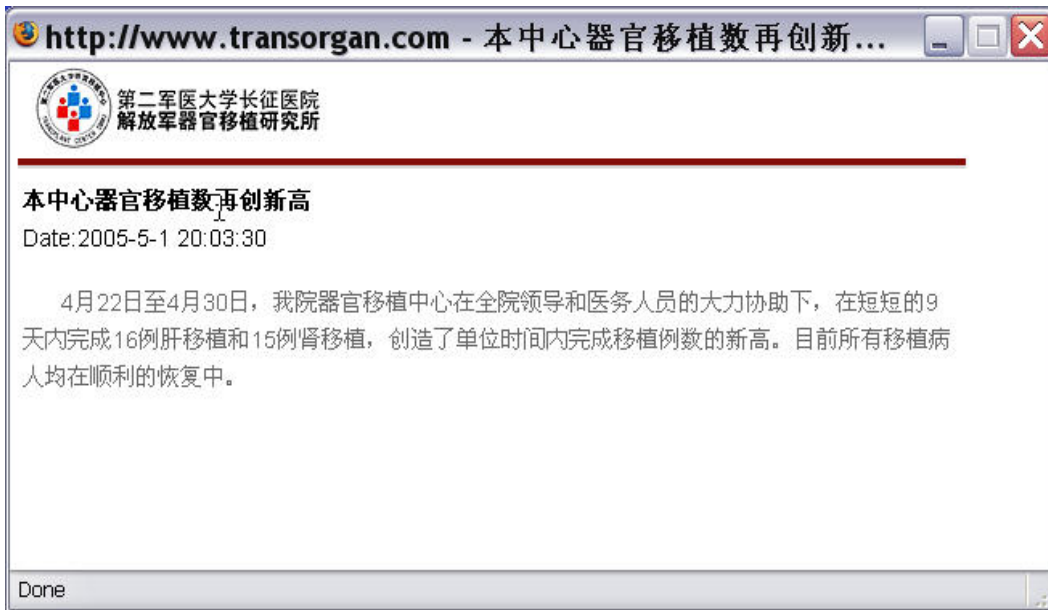 http://www.transorgan.com - 本中心器官移植数再创新...
第二军医大学长征医院
解放军器官移植研究所
本中心器官移植数再创新高
Date:2005-5-1 20:03:30
4月22日至4月30日，我院器官移植中心在全院领导和医务人员的大力协助下，在短短的9
天内完成16例肝移植和15例肾移植，创造了单位时间内完成移植例数的新高。目前所有移植病
人均在顺利的恢复中。
Done